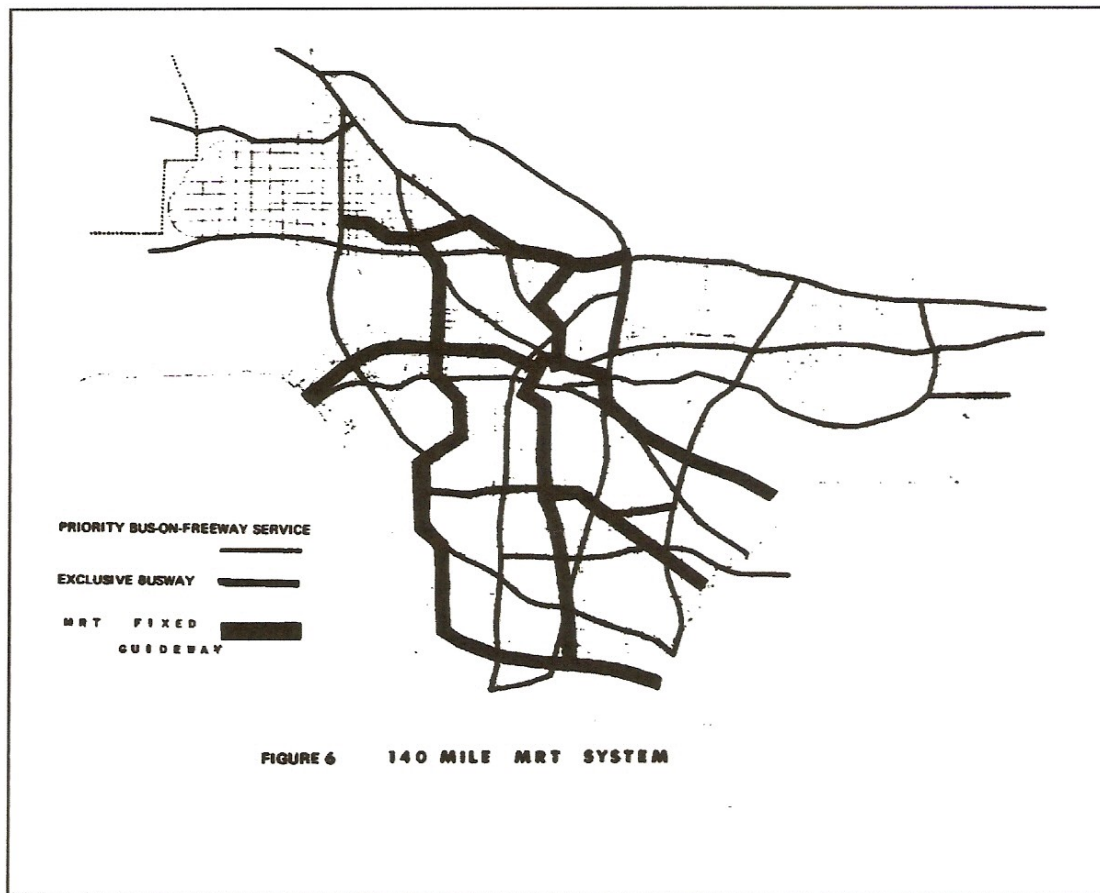 PRIORITY BUS-ON-FREEWAY SERVICE
EXCLUSIVE BUSWAY
MRT FIXED
GUIDEWAY
FIGURE 6 140 MILE MRT SYSTEM